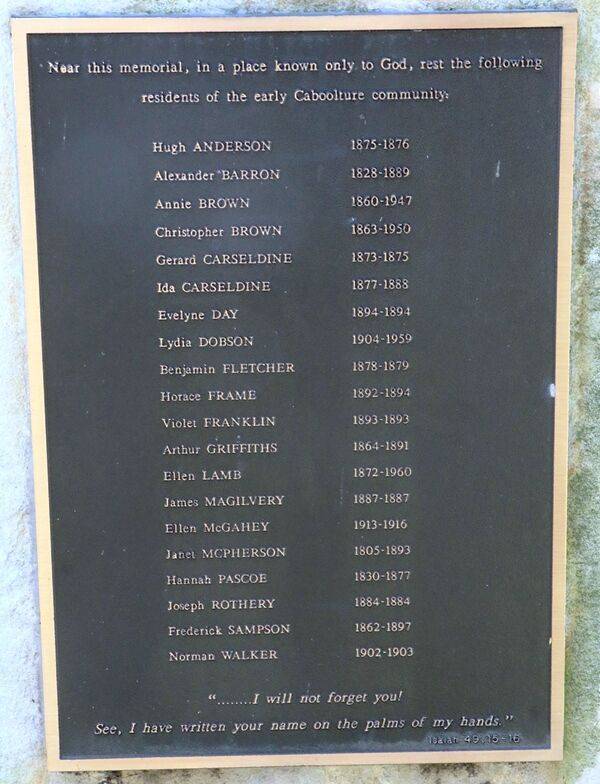 Near this memorial, in a place known only to God, rest the following
residents of the early Caboolture community:
Hugh ANDERSON 1875-1876
Alexander BARRON 1828-1889
Annie BROWN 1860-1947
Christopher BROWN 1863-1950
Gerard CARSELDINE 1873-1875
Ida CARSELDINE 1877-1888
Evelyne DAY 1894-1894
Lydia DOBSON 1904-1959
Benjamin FLETCHER 1878-1879
Horace FRAME 1892-1894
Violet FRANKLIN 1893-1893
Arthur GRIFFITHS 1864-1891
Ellen LAMB 1872-1960
James MAGILVERY 1887-1887
Ellen McGAHEY 1913-1916
Janet MCPHERSON 1805-1893
Hannah PASCOE 1830-1877
Joseph ROTHERY 1884-1884
Frederick SAMPSON 1862-1897
Norman WALKER 1902-1903
"........I will not forget you!
See, I have written your name on the palms of my hands."
Isaiah 49:15-16